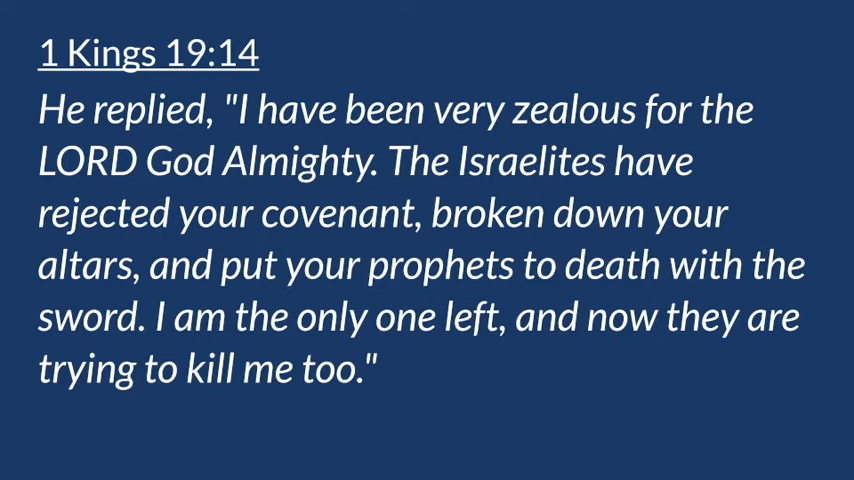 1 Kings 19:14
He replied, "I have been very zealous for the
LORD God Almighty. The Israelites have
rejected your covenant, broken down your
altars, and put your prophets to death with the
sword. I am the only one left, and now they are
trying to kill me too."